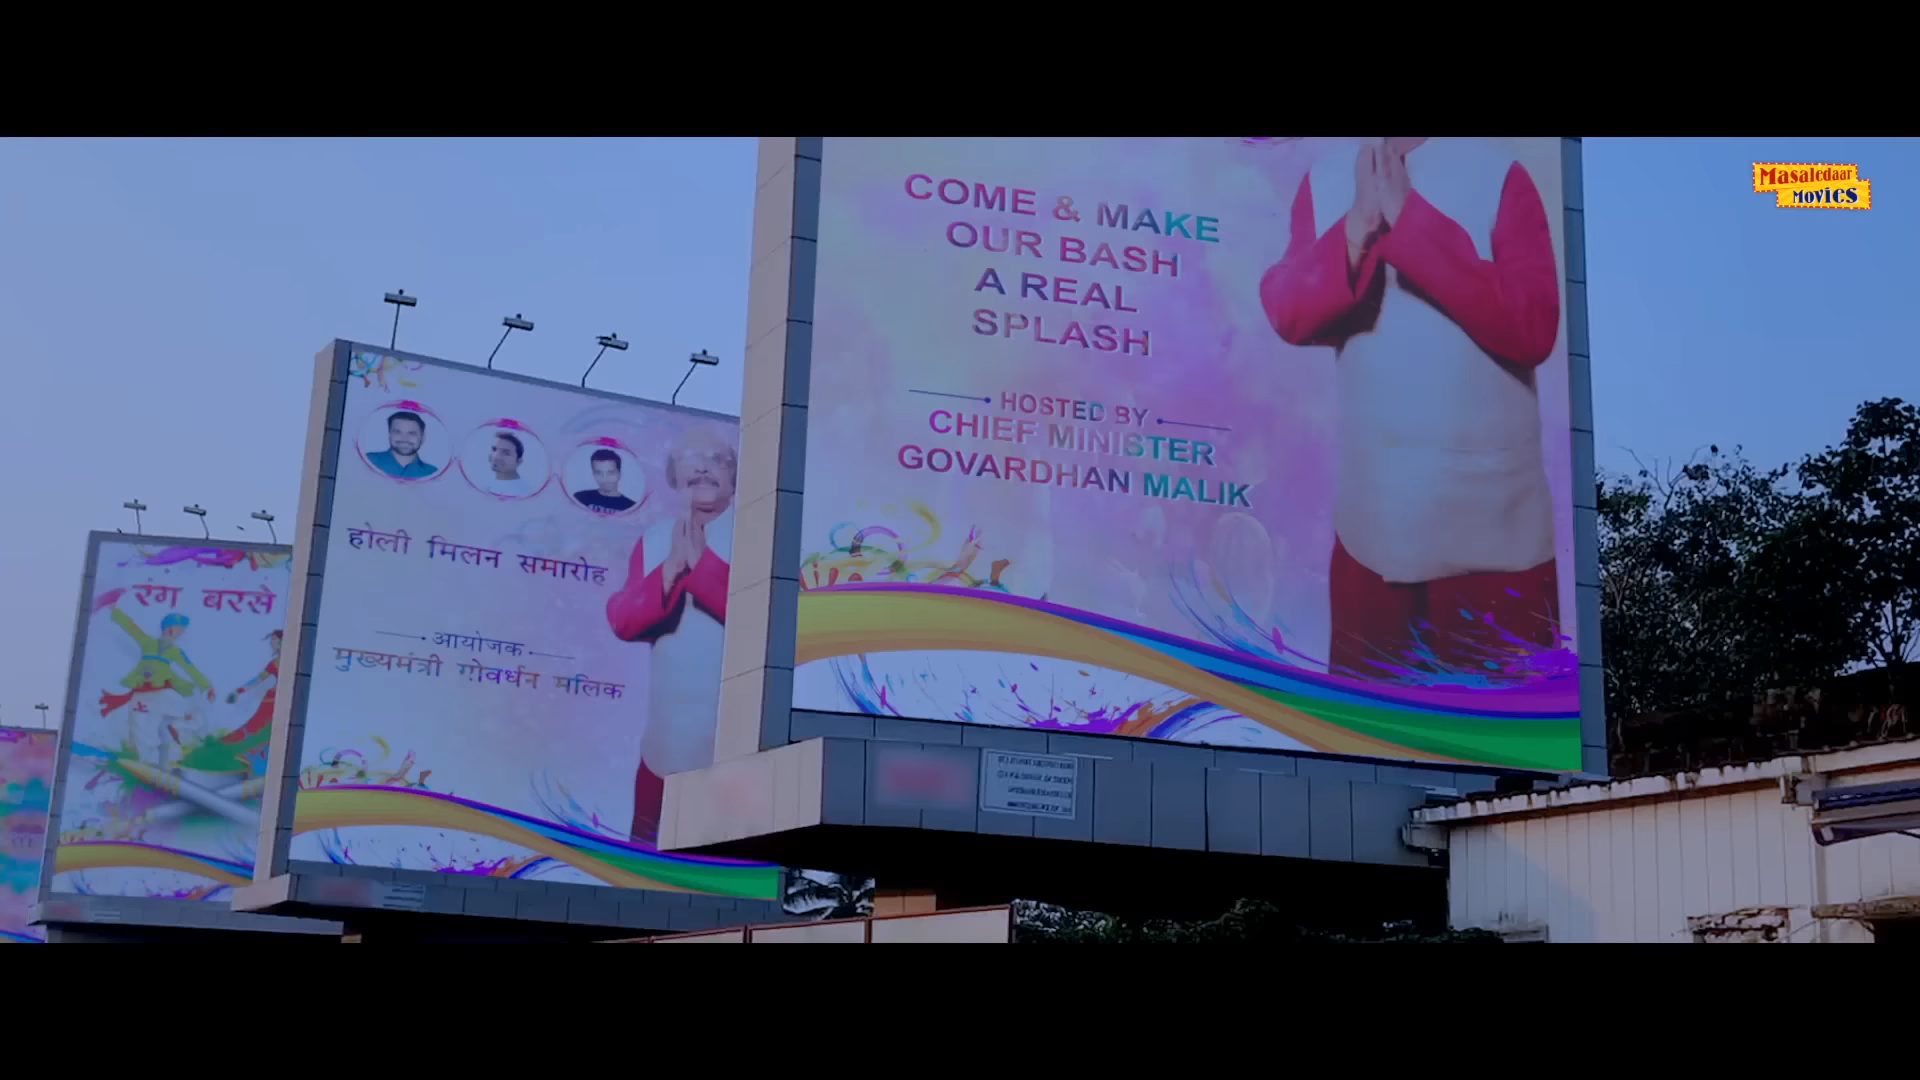 Masaledaar
Movies
COME & MAKE
OUR BASH
A REAL
SPLASH
HOSTED BY
CHIEF MINISTER
GOVARDHAN MALIK
होली मिलन समारोह
आयोजक
मुख्यमंत्री गोवर्धन मलिक
रंग बरसे